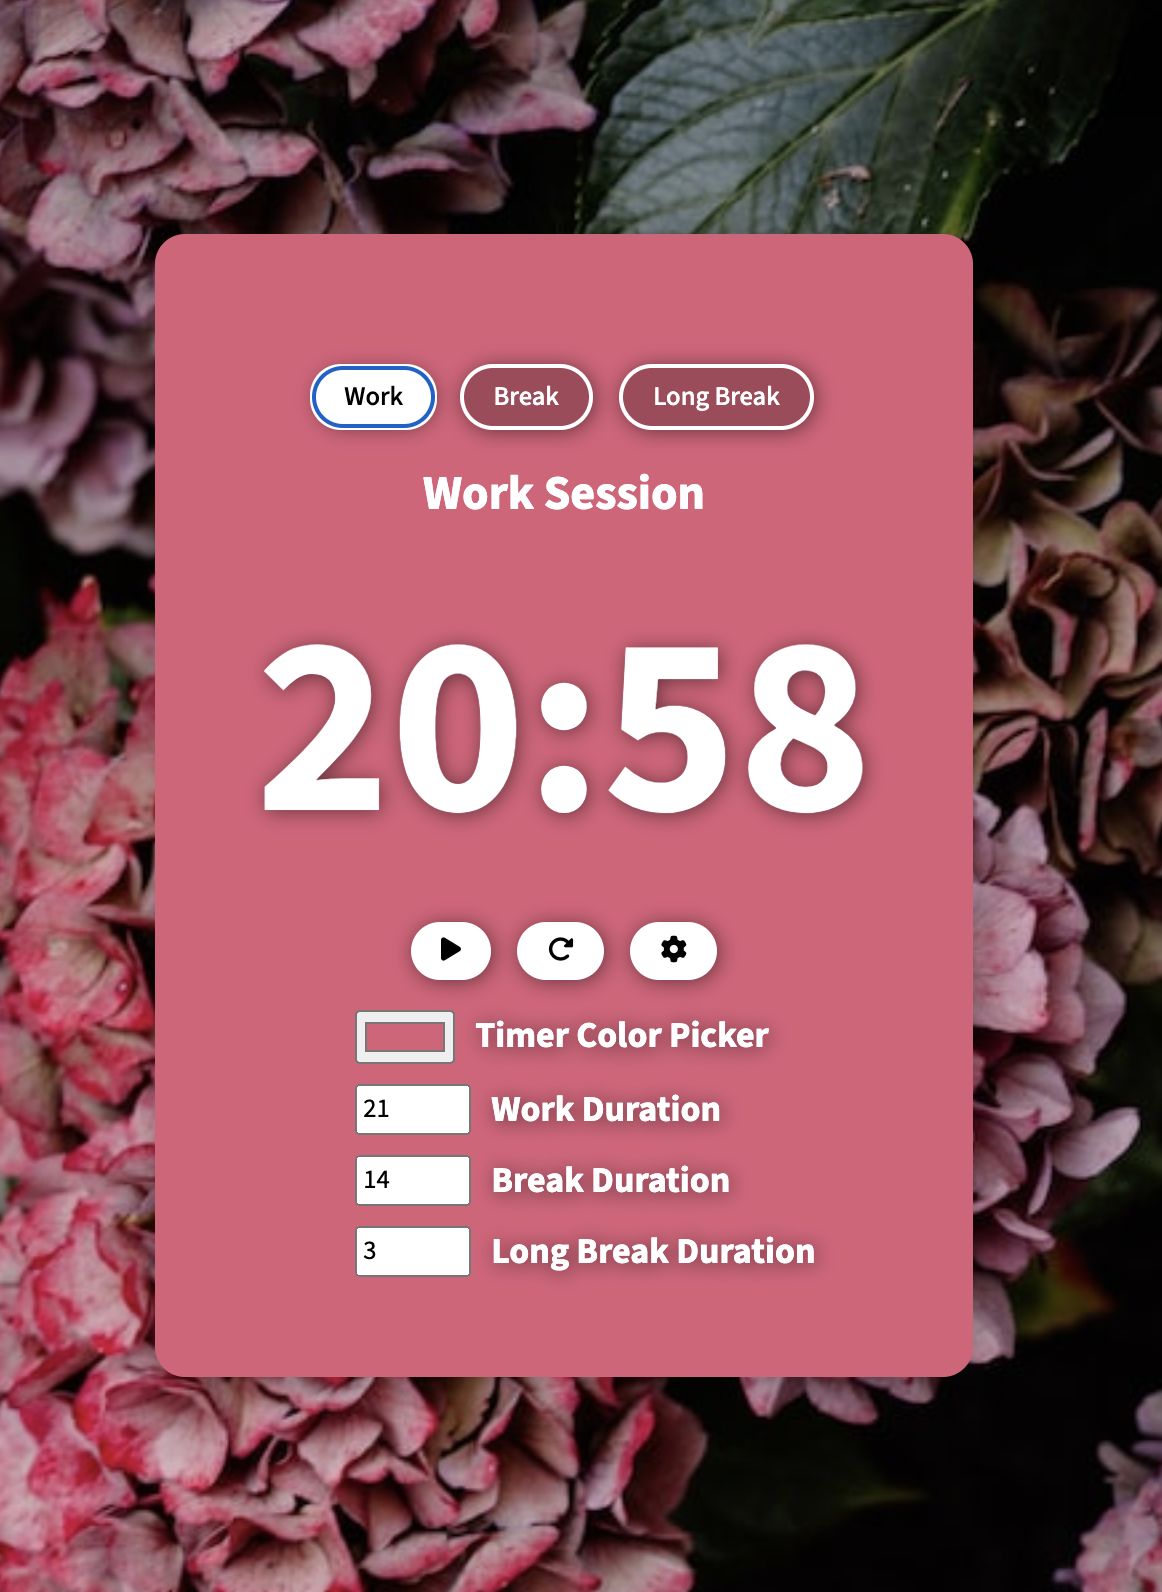 Work Break Long Break
Work Session
20:58
Timer Color Picker
21 Work Duration
14 Break Duration
3 Long Break Duration